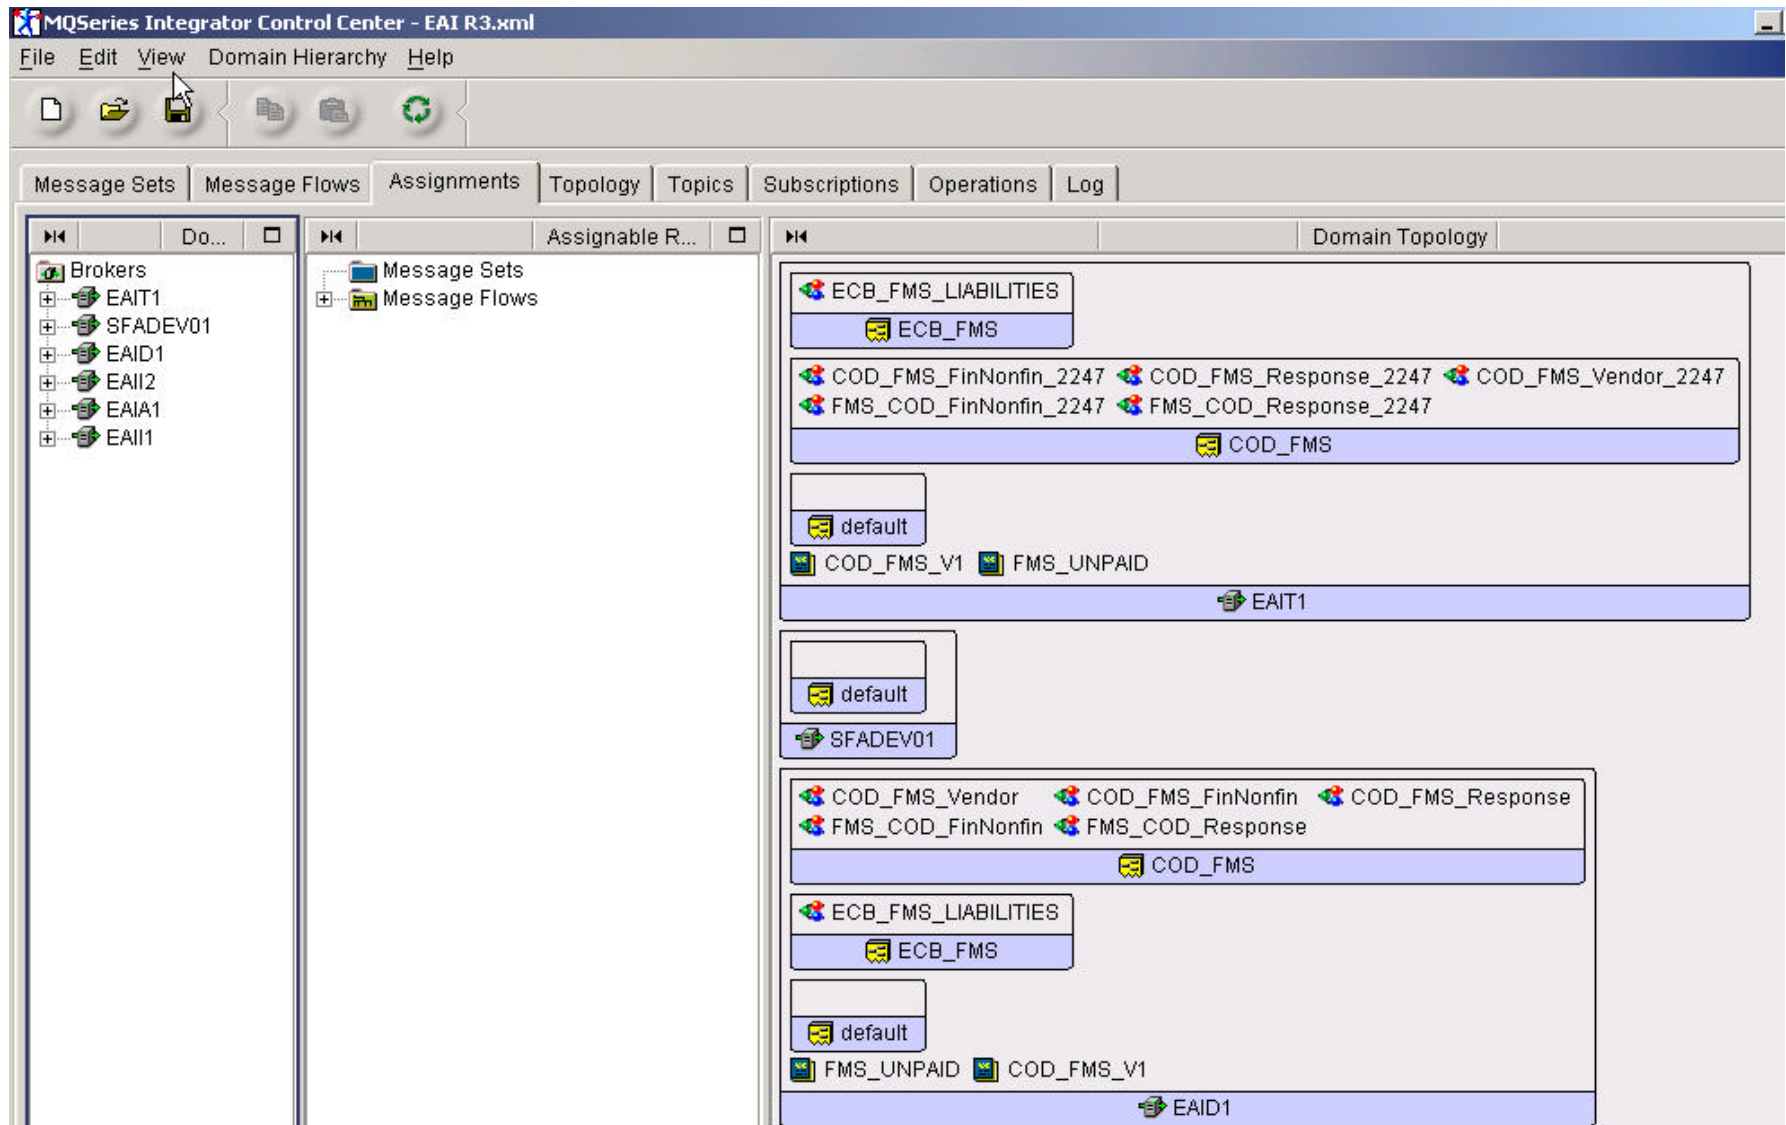 MQSeries Integrator Control Center - EAI R3.xml
File Edit View Domain Hierarchy Help
Message Sets Message Flows Assignments Topology Topics Subscriptions Operations Log
Do...
Brokers
EAIT1
SFADEV01
EAID1
EAII2
EAIA1
EAII1
Assignable R...
Message Sets
Message Flows
Domain Topology
ECB_FMS_LIABILITIES
ECB_FMS
COD_FMS_FinNonfin_2247 COD_FMS_Response_2247 COD_FMS_Vendor_2247
FMS_COD_FinNonfin_2247 FMS_COD_Response_2247
COD_FMS
default
COD_FMS_V1 FMS_UNPAID
EAIT1
default
SFADEV01
COD_FMS_Vendor COD_FMS_FinNonfin COD_FMS_Response
FMS_COD_FinNonfin FMS_COD_Response
COD_FMS
ECB_FMS_LIABILITIES
ECB_FMS
default
FMS_UNPAID COD_FMS_V1
EAID1